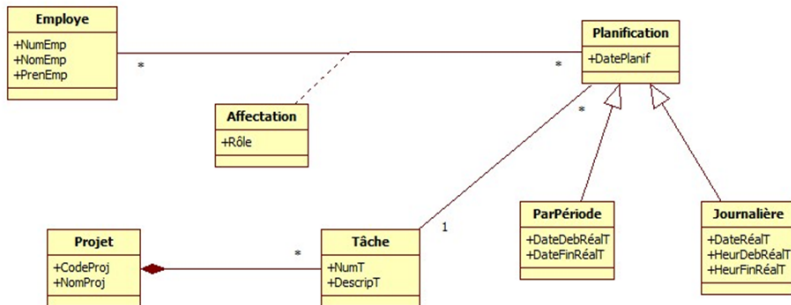 Employe
+NumEmp
+NomEmp
+PrenEmp
*
*
Planification
+DatePlanif
Affectation
+Rôle
*
1
ParPériode
+DateDebRéalT
+DateFinRéalT
Journalière
+DateRéalT
+HeurDebRéalT
+HeurFinRéalT
Projet
+CodeProj
+NomProj
*
Tâche
+NumT
+DescripT